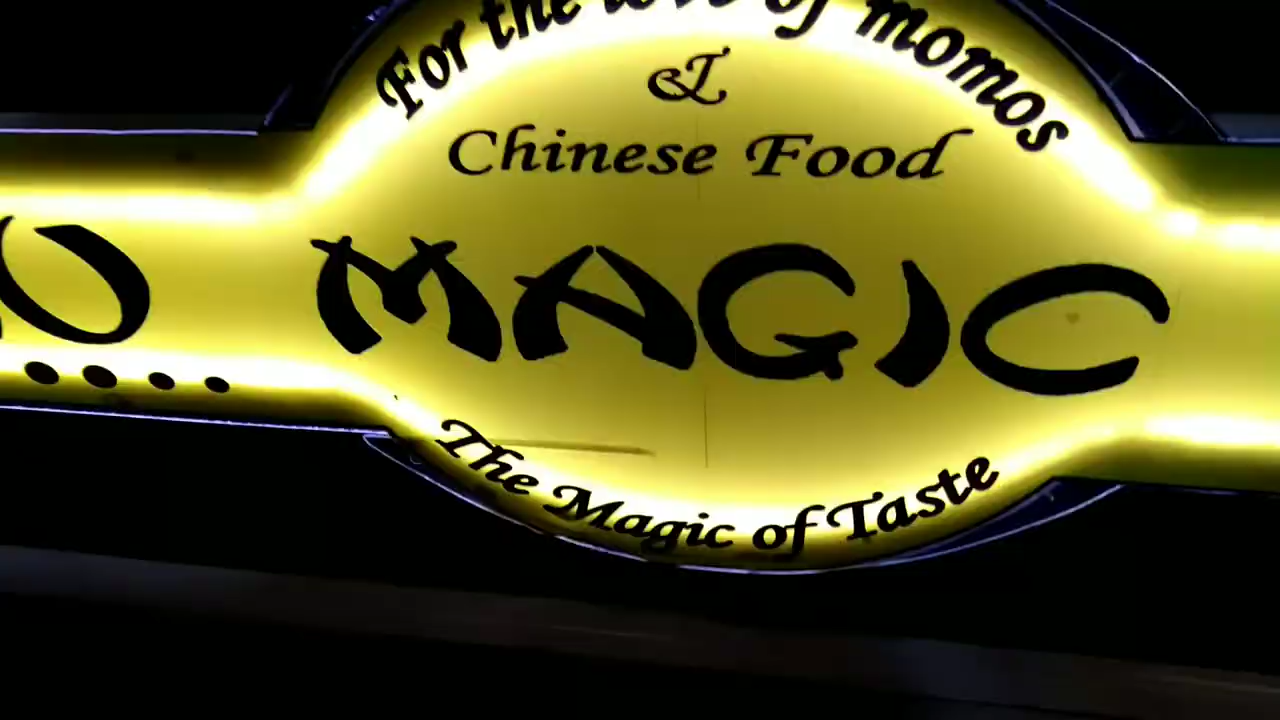 For the love of momos
&
Chinese Food
MAGIC
....
The Magic of Taste